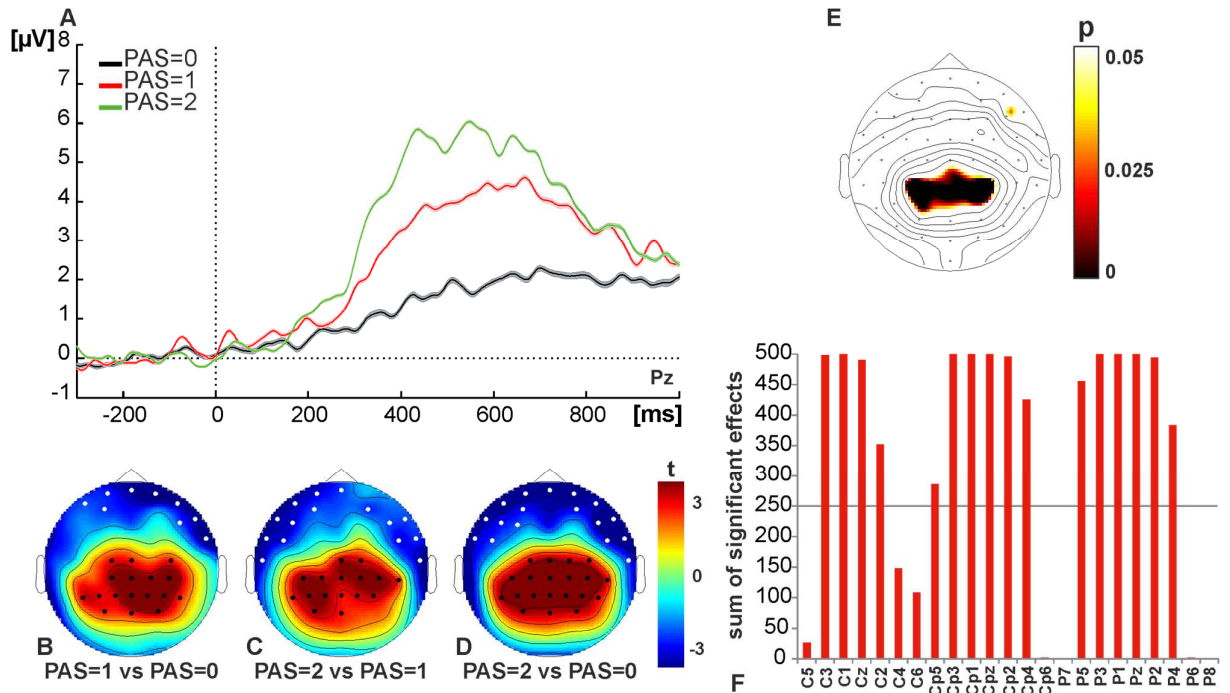 A
[µV]
8
7
6
5
4
3
2
1
0
-1
PAS=0
PAS=1
PAS=2
Pz
-200
0
200
400
600
800
[ms]
B
PAS=1 vs PAS=0
C
PAS=2 vs PAS=1
D
PAS=2 vs PAS=0
t
3
0
-3
E
p
0.05
0.025
0
sum of significant effects
500
450
400
350
300
250
200
150
100
50
0
F
C5
C3
C1
Cz
C2
C4
C6
Cp5
Cp3
Cp1
Cpz
Cp2
Cp4
Cp6
P7
P5
P3
P1
Pz
P2
P4
P6
P8